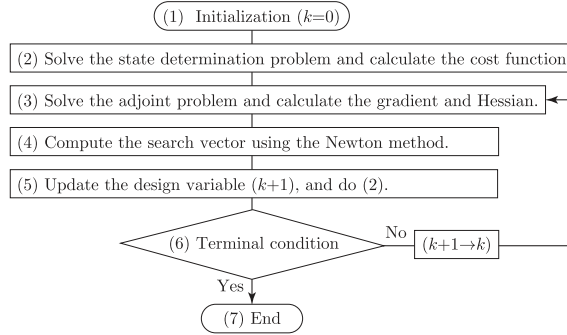 (1) Initialization (k=0)
(2) Solve the state determination problem and calculate the cost function
(3) Solve the adjoint problem and calculate the gradient and Hessian.
(4) Compute the search vector using the Newton method.
(5) Update the design variable (k+1), and do (2).
(6) Terminal condition
No
(k+1→k)
Yes
(7) End